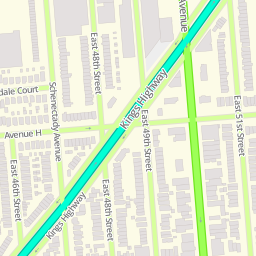 Avenue
East 48th Street
Kings Highway
dale Court
Schenectady Avenue
East 51st Street
Avenue H
East 49th Street
East 46th Street
East 48th Street
Kings Highway